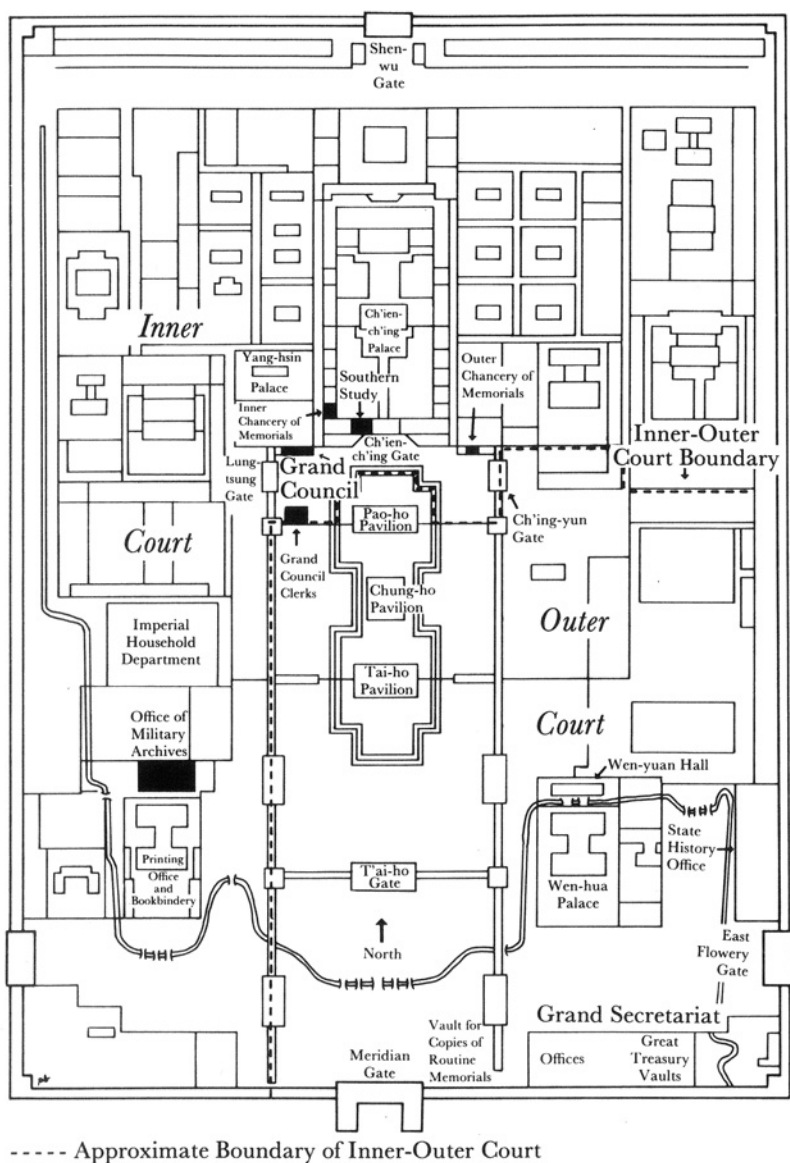 Shen-
wu
Gate
Inner
Ch'ien-
ch'ing
Palace
Yang-hsin
Palace
Southern
Study
Outer
Chancery of
Memorials
Inner
Chancery of
Memorials
Ch'ien-
ch'ing Gate
Inner-Outer
Court Boundary
Lung-
tsung
Gate
Grand
Council
Pao-ho
Pavilion
Ch'ing-yun
Gate
Court
Grand
Council
Clerks
Chung-ho
Pavilion
Imperial
Household
Department
Outer
Tai-ho
Pavilion
Office of
Military
Archives
Court
Wen-yuan Hall
Printing
Office
and
Bookbindery
T'ai-ho
Gate
Wen-hua
Palace
State
History
Office
North
East
Flowery
Gate
Grand Secretariat
Vault for
Copies of
Routine
Memorials
Offices
Great
Treasury
Vaults
Meridian
Gate
----- Approximate Boundary of Inner-Outer Court